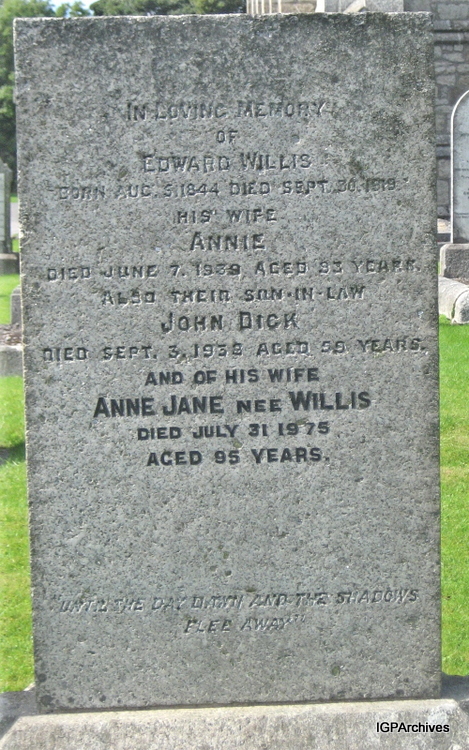 IN LOVING MEMORY
OF
EDWARD WILLIS
BORN AUG. 5. 1844 DIED SEPT. 30. 1919.
HIS WIFE
ANNIE
DIED JUNE 7. 1939 AGED 93 YEARS.
ALSO THEIR SON-IN-LAW
JOHN DICK
DIED SEPT. 3, 1938 AGED 59 YEARS.
AND OF HIS WIFE
ANNE JANE NEE WILLIS
DIED JULY 31 1975
AGED 95 YEARS.
"UNTIL THE DAY DAWN AND THE SHADOWS
FLEE AWAY"
IGPArchives